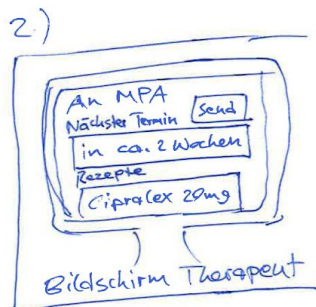 2.)
An MPA
Nächster Termin Send
in ca. 2 Wochen
Rezepte
Cipralex 20mg
Bildschirm Therapeut